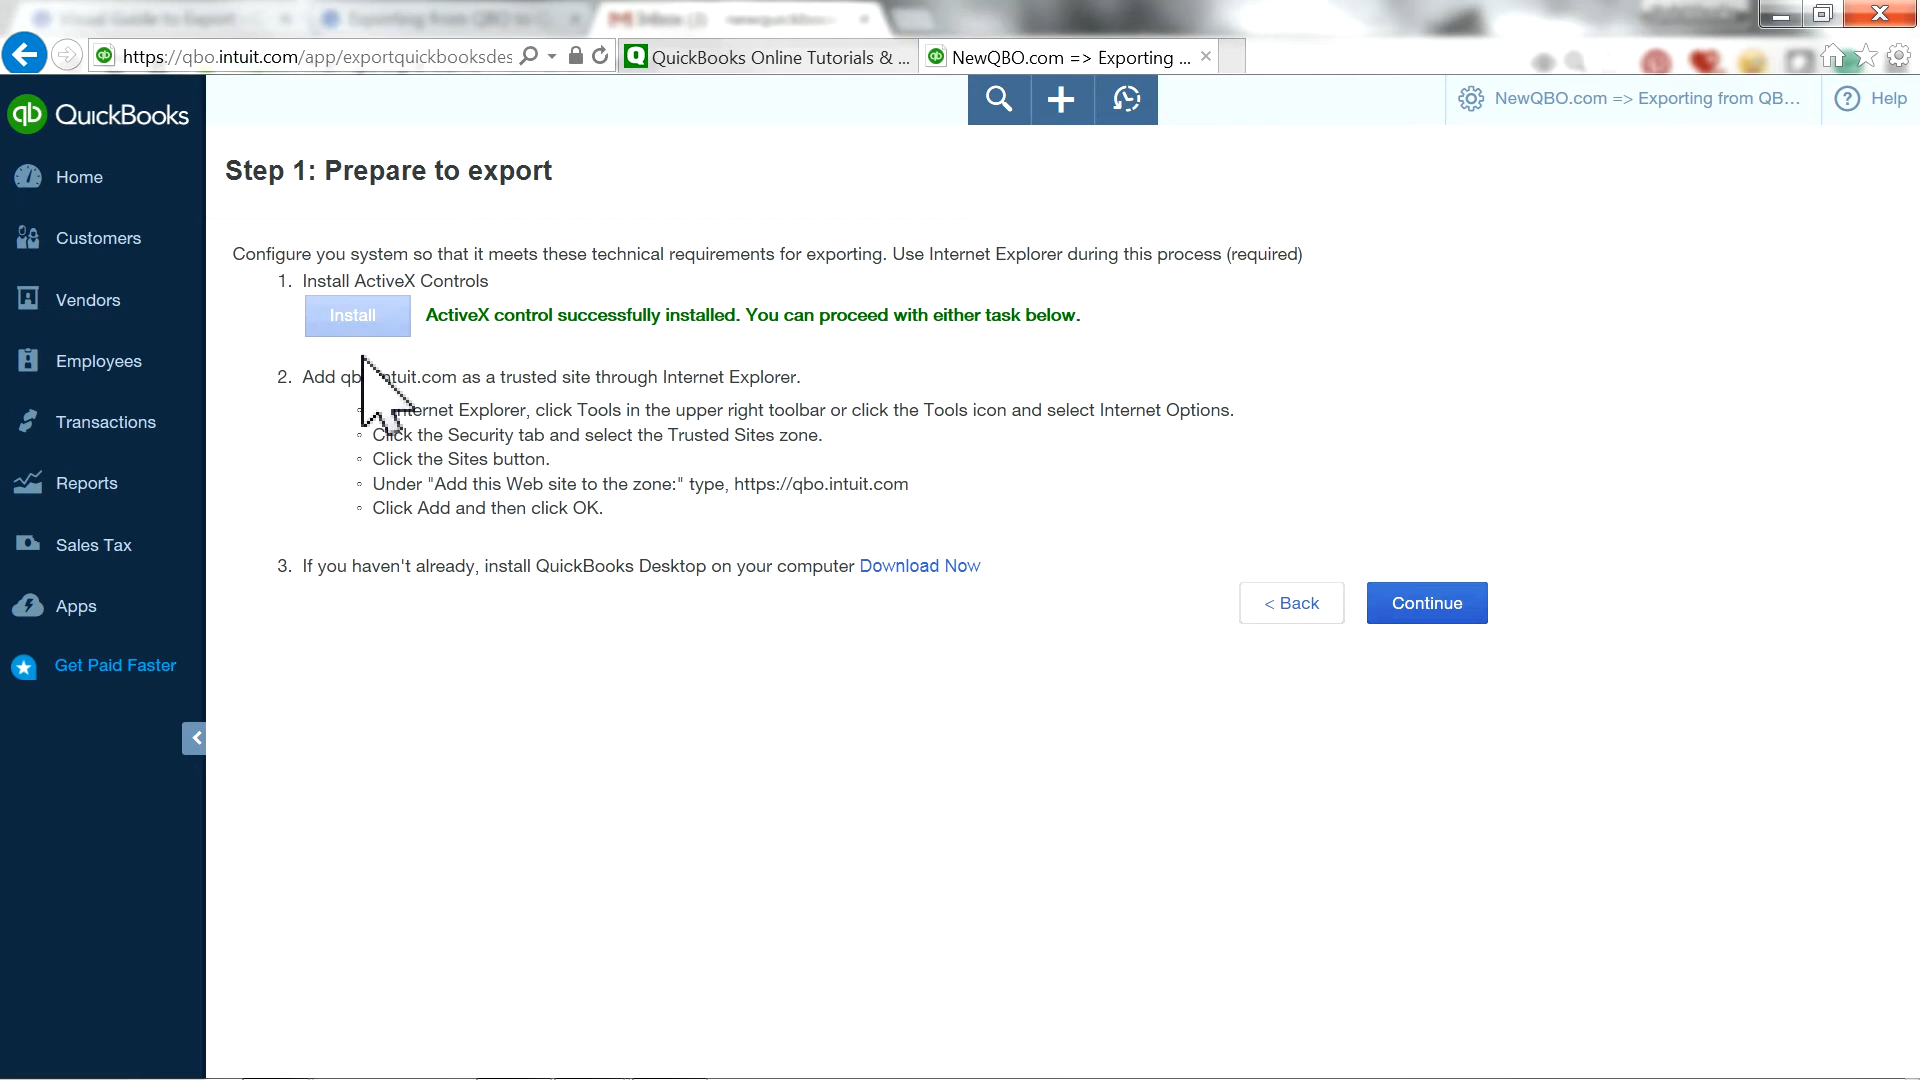 https://qbo.intuit.com/app/exportquickbooksdes
QuickBooks Online Tutorials & ...
NewQBO.com => Exporting ...
qb QuickBooks
NewQBO.com => Exporting from QB...
Help
Home
Customers
Vendors
Employees
Transactions
Reports
Sales Tax
Apps
Get Paid Faster
Step 1: Prepare to export
Configure you system so that it meets these technical requirements for exporting. Use Internet Explorer during this process (required)
1. Install ActiveX Controls
Install
ActiveX control successfully installed. You can proceed with either task below.
2. Add qb tuit.com as a trusted site through Internet Explorer.
ernet Explorer, click Tools in the upper right toolbar or click the Tools icon and select Internet Options.
Click the Security tab and select the Trusted Sites zone.
Click the Sites button.
Under "Add this Web site to the zone:" type, https://qbo.intuit.com
Click Add and then click OK.
3. If you haven't already, install QuickBooks Desktop on your computer Download Now
< Back
Continue